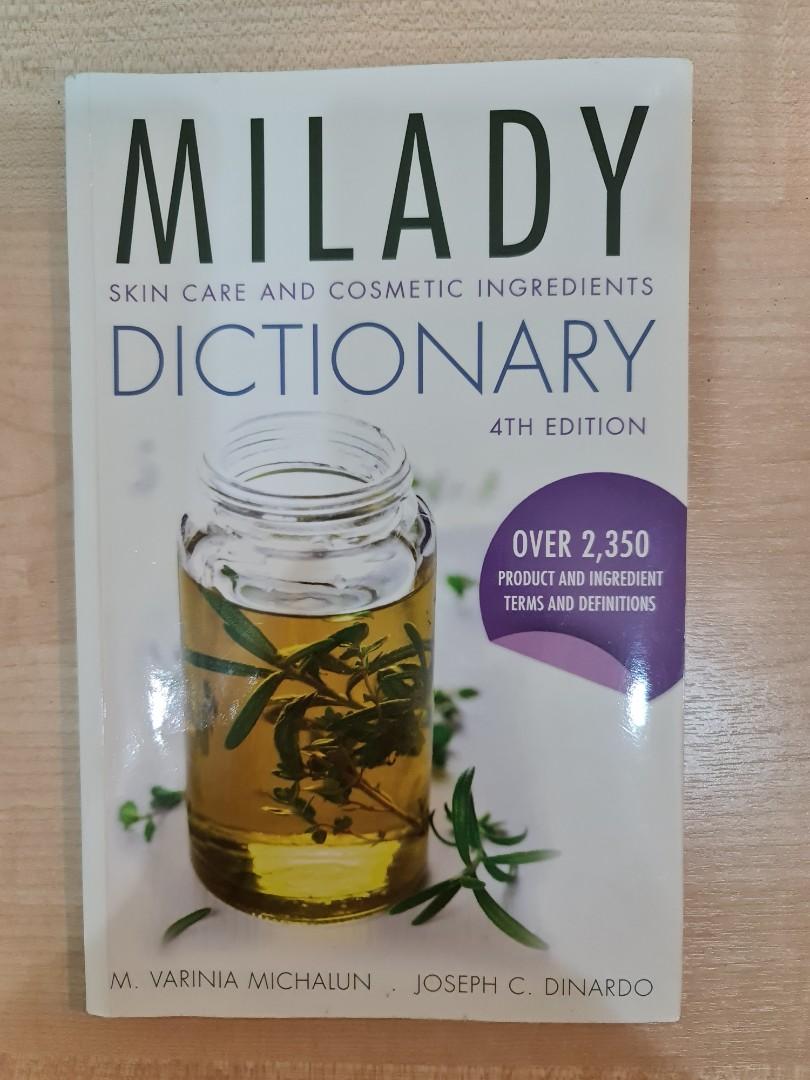 MILADY
SKIN CARE AND COSMETIC INGREDIENTS
DICTIONARY
4TH EDITION
OVER 2,350
PRODUCT AND INGREDIENT
TERMS AND DEFINITIONS
M. VARINIA MICHALUN . JOSEPH C. DINARDO